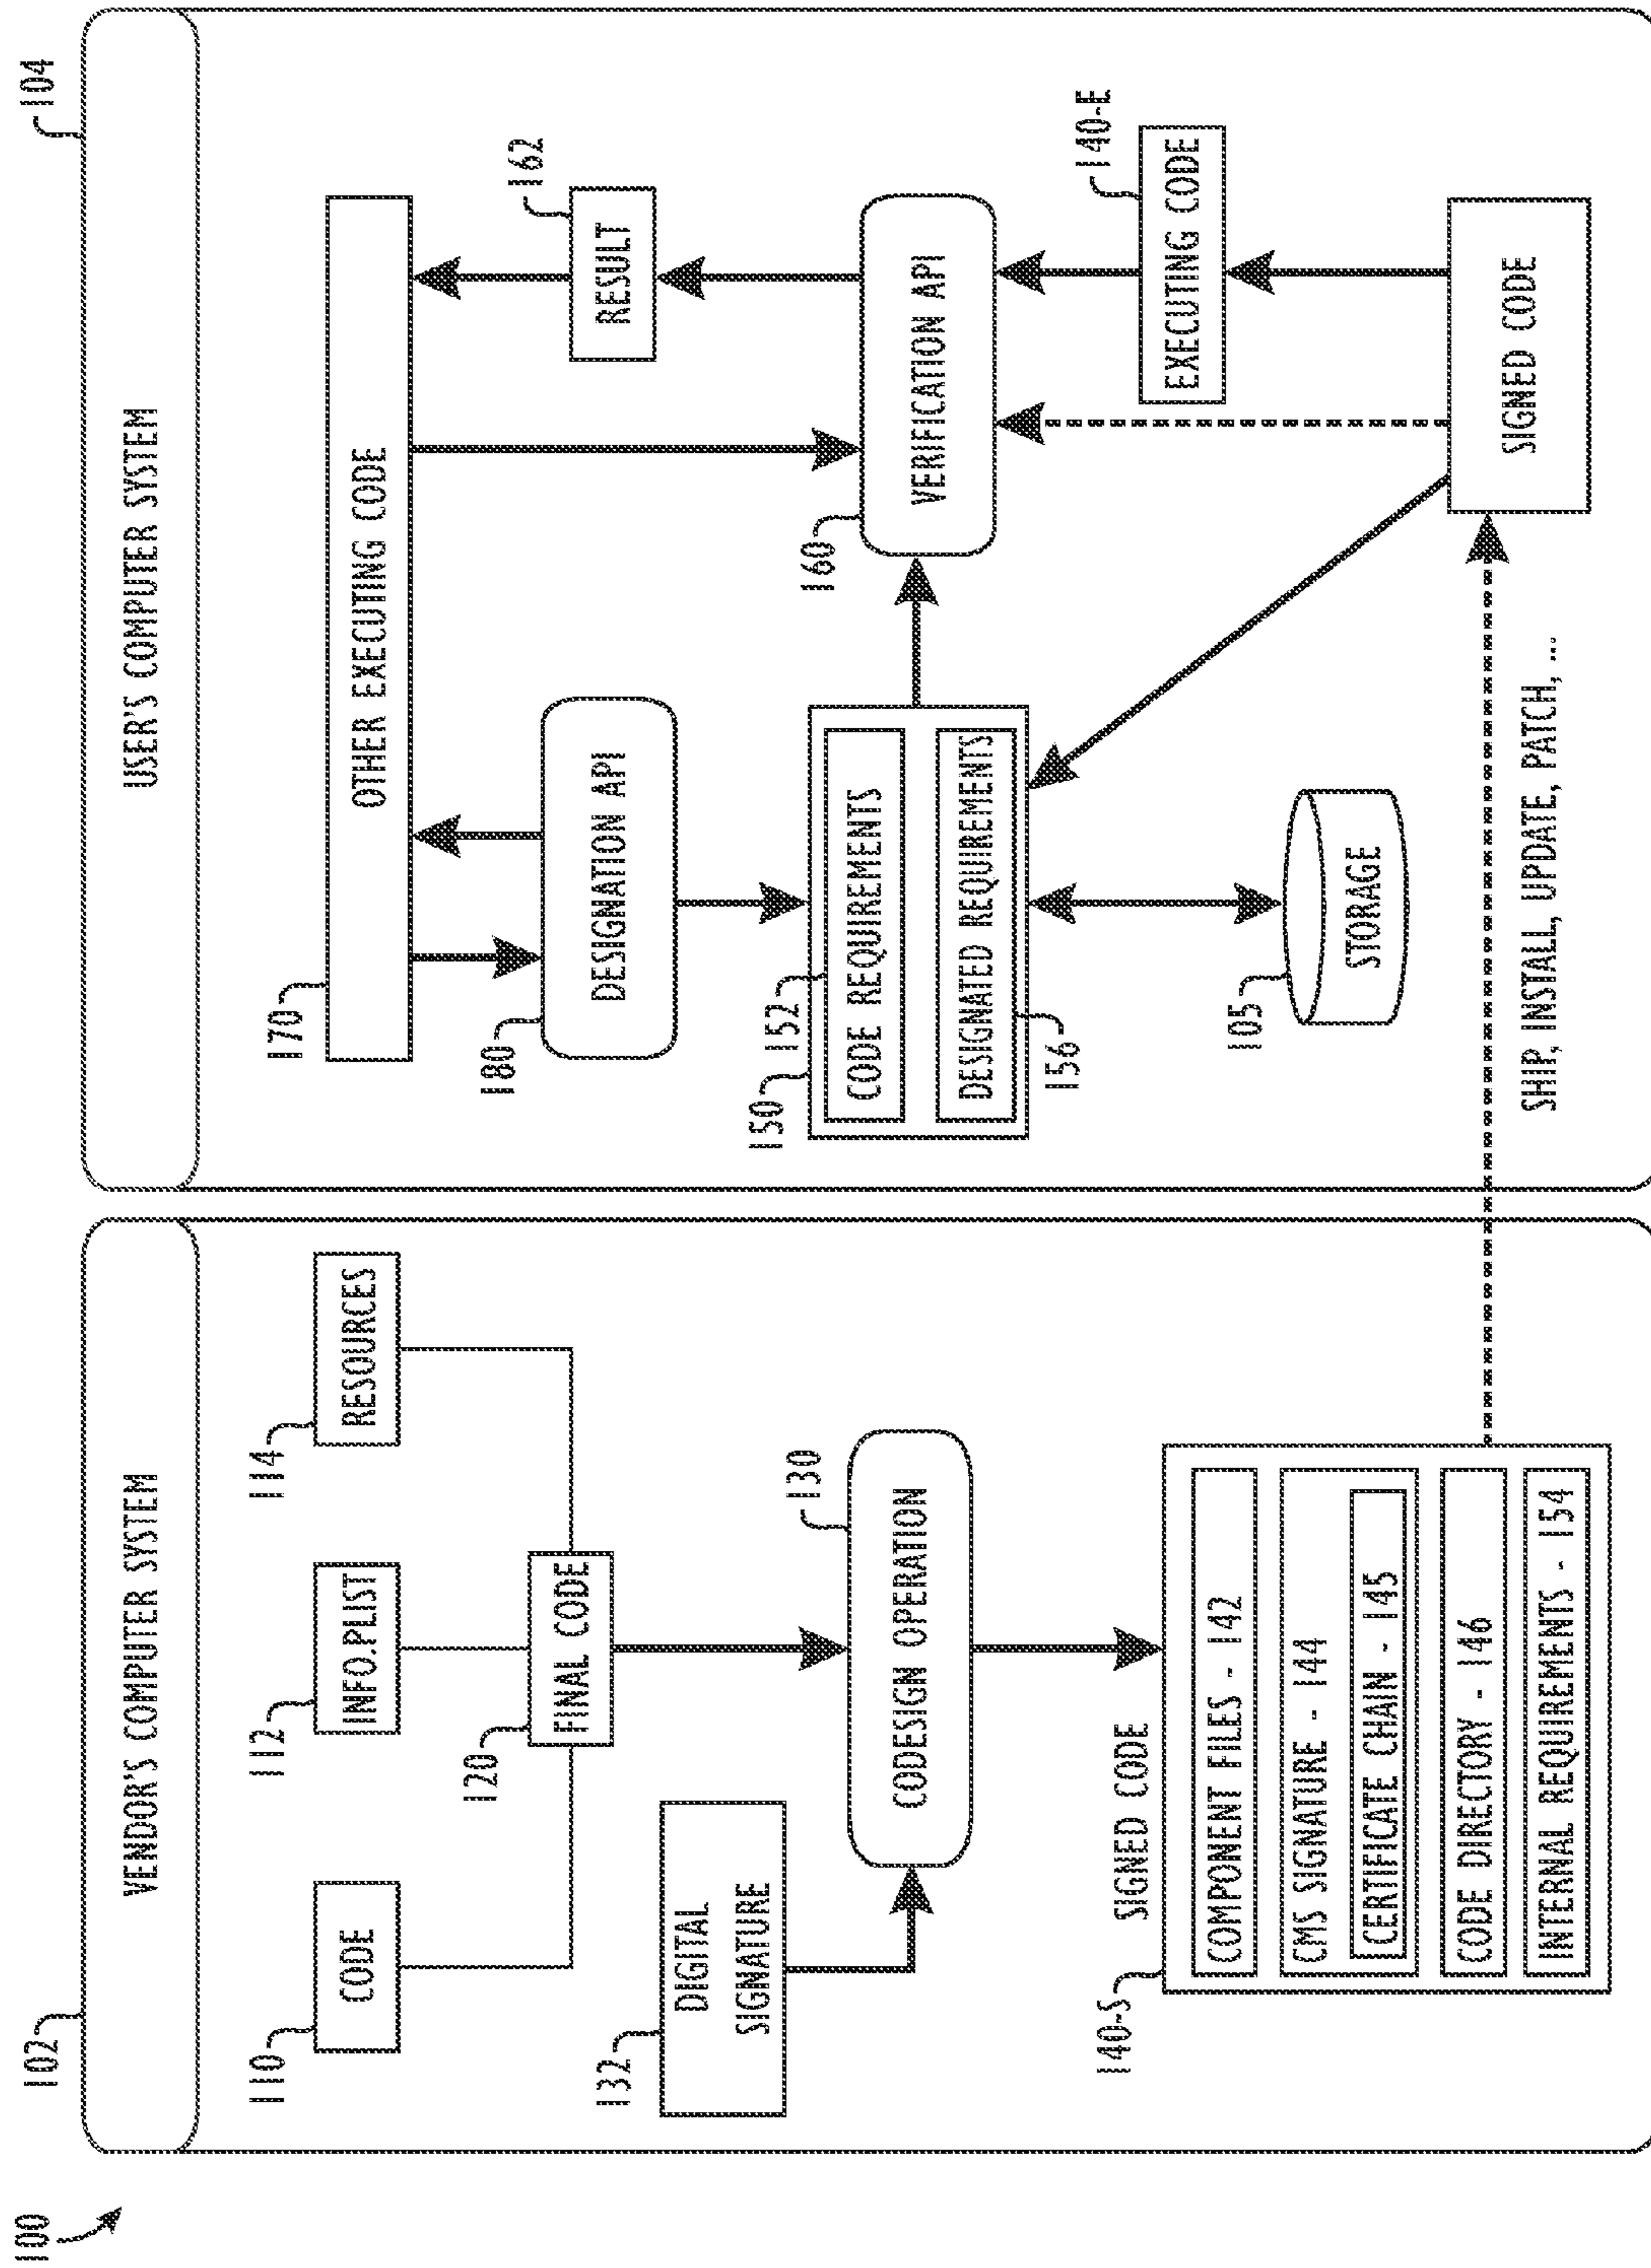 100
102
VENDOR'S COMPUTER SYSTEM
110
CODE
112
INFO.PLIST
114
RESOURCES
120
FINAL CODE
132
DIGITAL
SIGNATURE
130
CODESIGN OPERATION
140-S
SIGNED CODE
COMPONENT FILES - 142
CMS SIGNATURE - 144
CERTIFICATE CHAIN - 145
CODE DIRECTORY - 146
INTERNAL REQUIREMENTS - 154
104
USER'S COMPUTER SYSTEM
170
OTHER EXECUTING CODE
180
DESIGNATION API
162
RESULT
150
152
CODE REQUIREMENTS
DESIGNATED REQUIREMENTS
156
160
VERIFICATION API
140-E
EXECUTING CODE
105
STORAGE
SIGNED CODE
SHIP, INSTALL, UPDATE, PATCH, ...